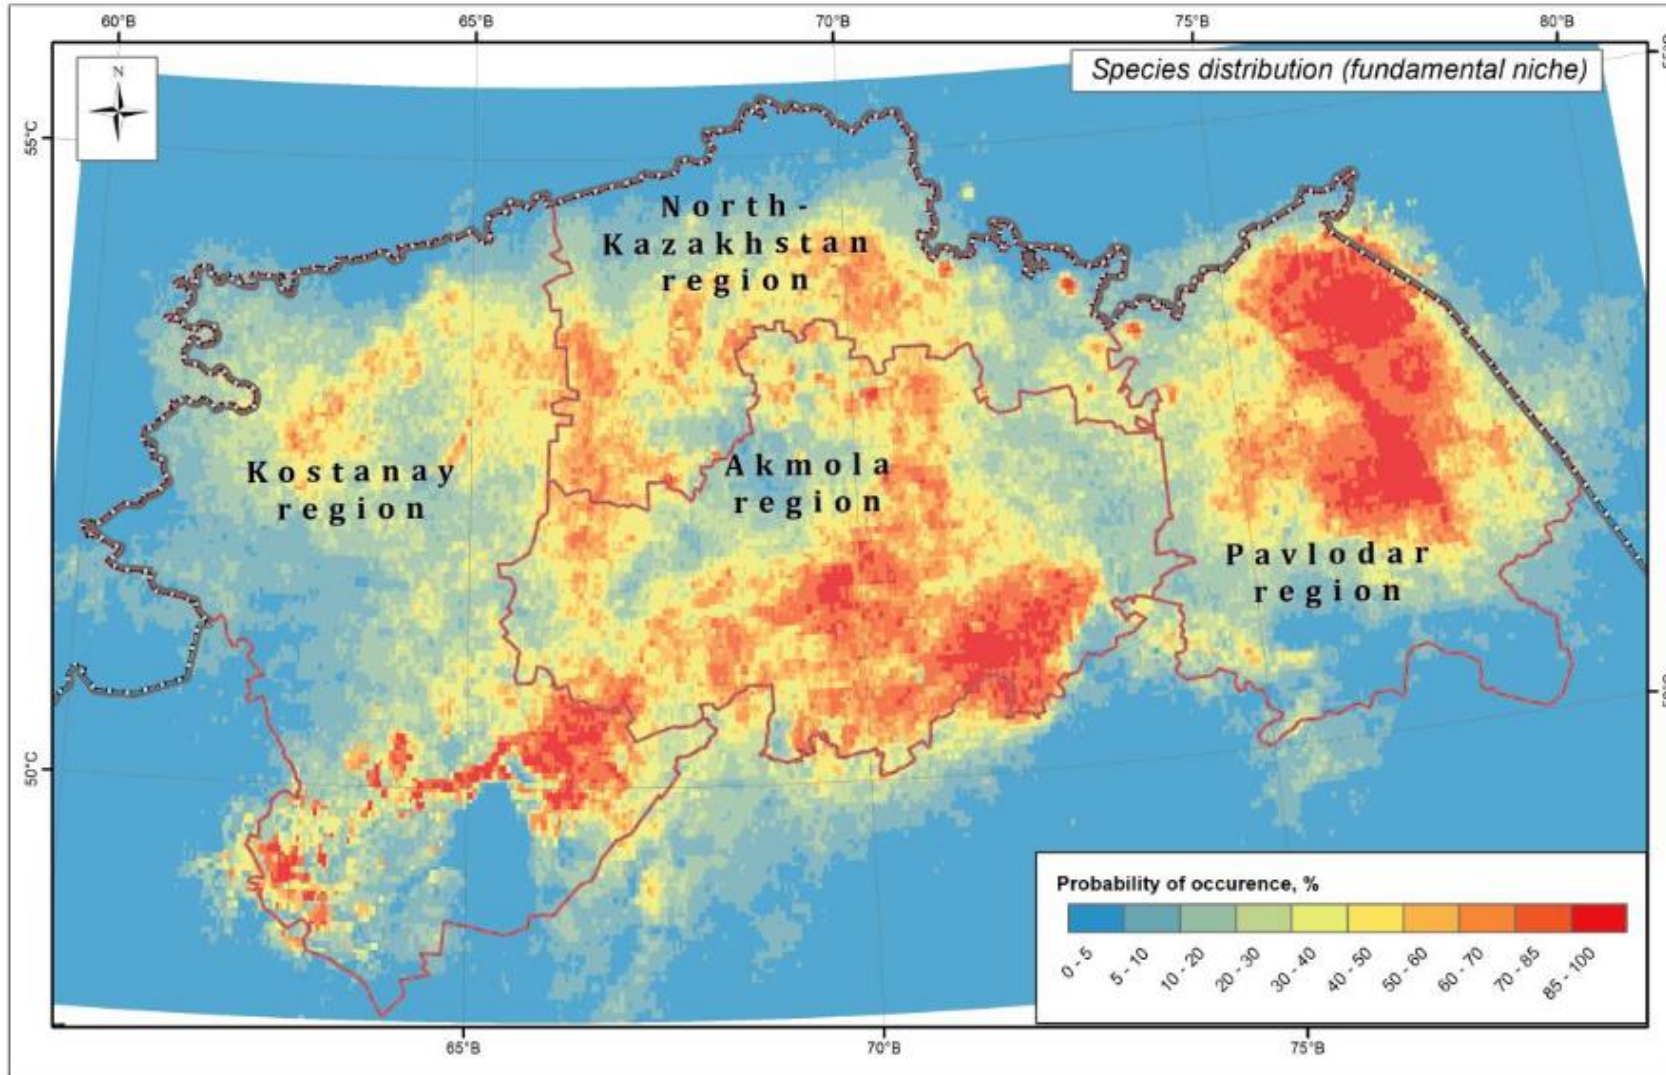 60°B 65°B 70°B 75°B 80°B
N
Species distribution (fundamental niche)
55°C
North-
Kazakhstan
region
Kostanay
region
Akmola
region
Pavlodar
region
50°C
Probability of occurence, %
0 - 5 5 - 10 10 - 20 20 - 30 30 - 40 40 - 50 50 - 60 60 - 70 70 - 85 85 - 100
65°B 70°B 75°B